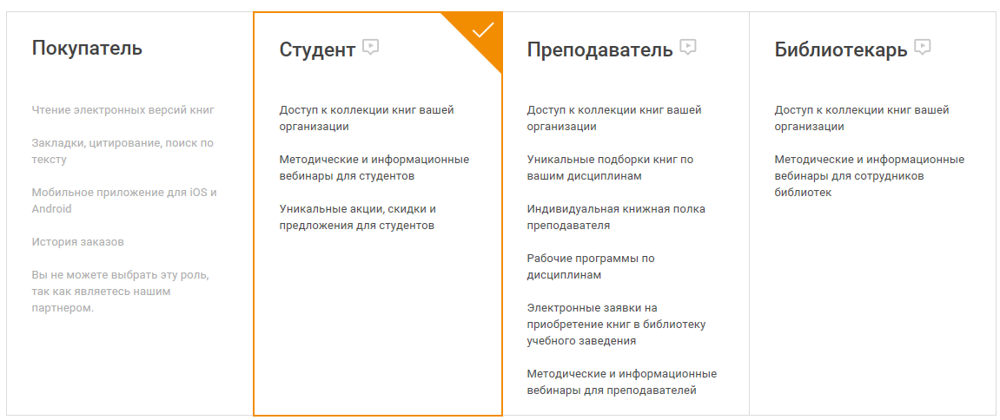 Покупатель
Чтение электронных версий книг
Закладки, цитирование, поиск по
тексту
Мобильное приложение для iOS и
Android
История заказов
Вы не можете выбрать эту роль,
так как являетесь нашим
партнером.
Студент
Доступ к коллекции книг вашей
организации
Методические и информационные
вебинары для студентов
Уникальные акции, скидки и
предложения для студентов
Преподаватель
Доступ к коллекции книг вашей
организации
Уникальные подборки книг по
вашим дисциплинам
Индивидуальная книжная полка
преподавателя
Рабочие программы по
дисциплинам
Электронные заявки на
приобретение книг в библиотеку
учебного заведения
Методические и информационные
вебинары для преподавателей
Библиотекарь
Доступ к коллекции книг вашей
организации
Методические и информационные
вебинары для сотрудников
библиотек